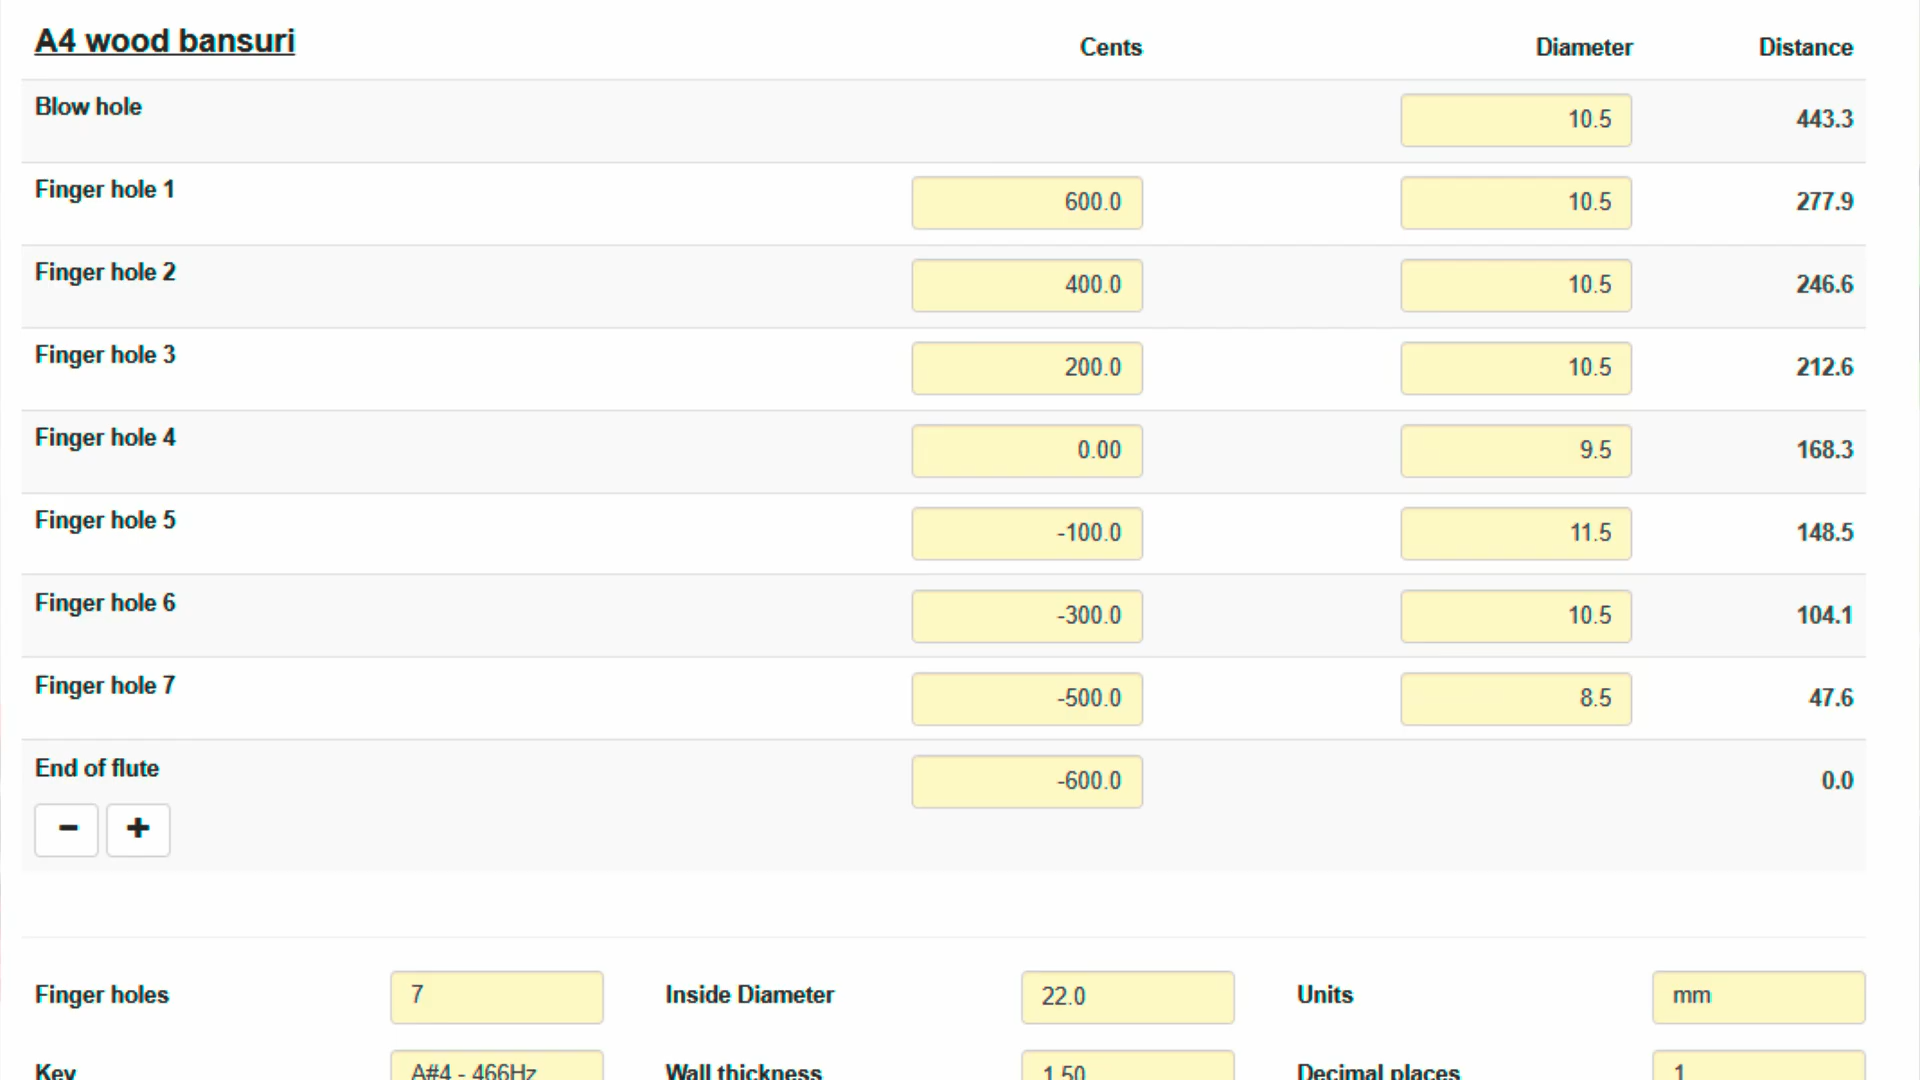 A4 wood bansuri Cents Diameter Distance
Blow hole 10.5 443.3
Finger hole 1 600.0 10.5 277.9
Finger hole 2 400.0 10.5 246.6
Finger hole 3 200.0 10.5 212.6
Finger hole 4 0.00 9.5 168.3
Finger hole 5 -100.0 11.5 148.5
Finger hole 6 -300.0 10.5 104.1
Finger hole 7 -500.0 8.5 47.6
End of flute -600.0 0.0
- +
Finger holes 7 Inside Diameter 22.0 Units mm
Key A#4 - 466Hz Wall thickness 1.50 Decimal places 1